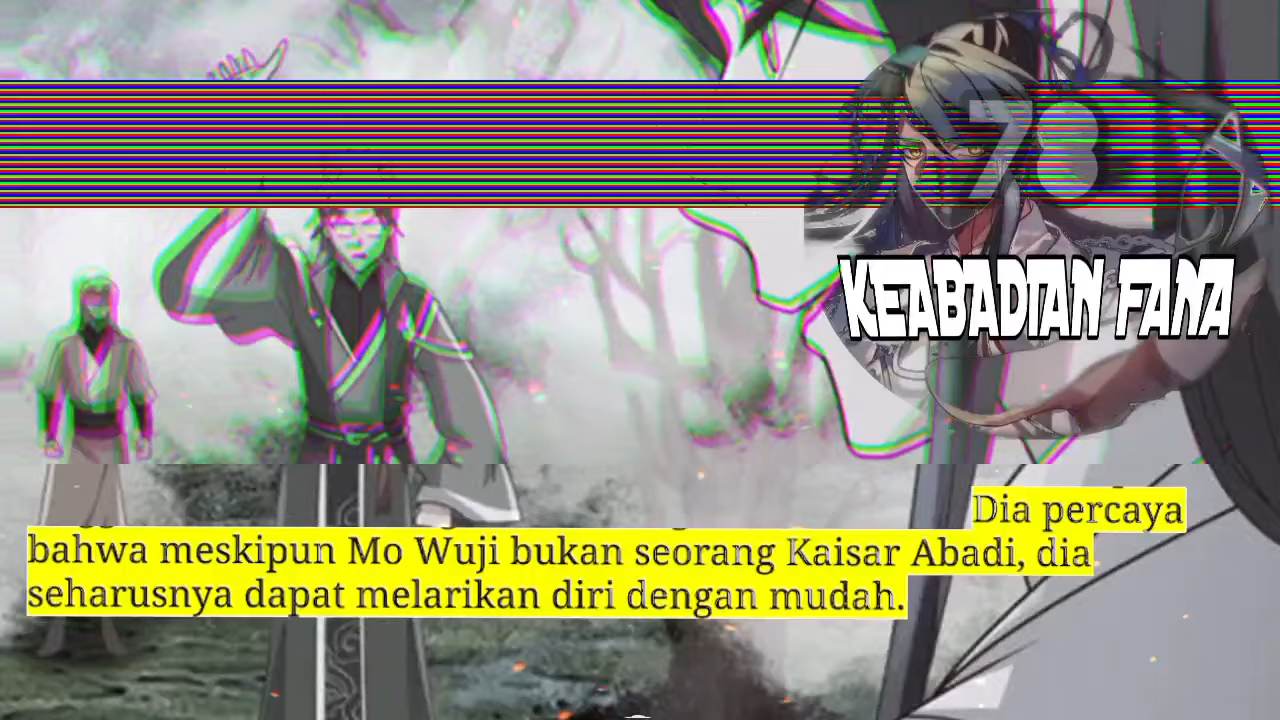 78
KEABADIAN FANA
Dia percaya
bahwa meskipun Mo Wuji bukan seorang Kaisar Abadi, dia
seharusnya dapat melarikan diri dengan mudah.